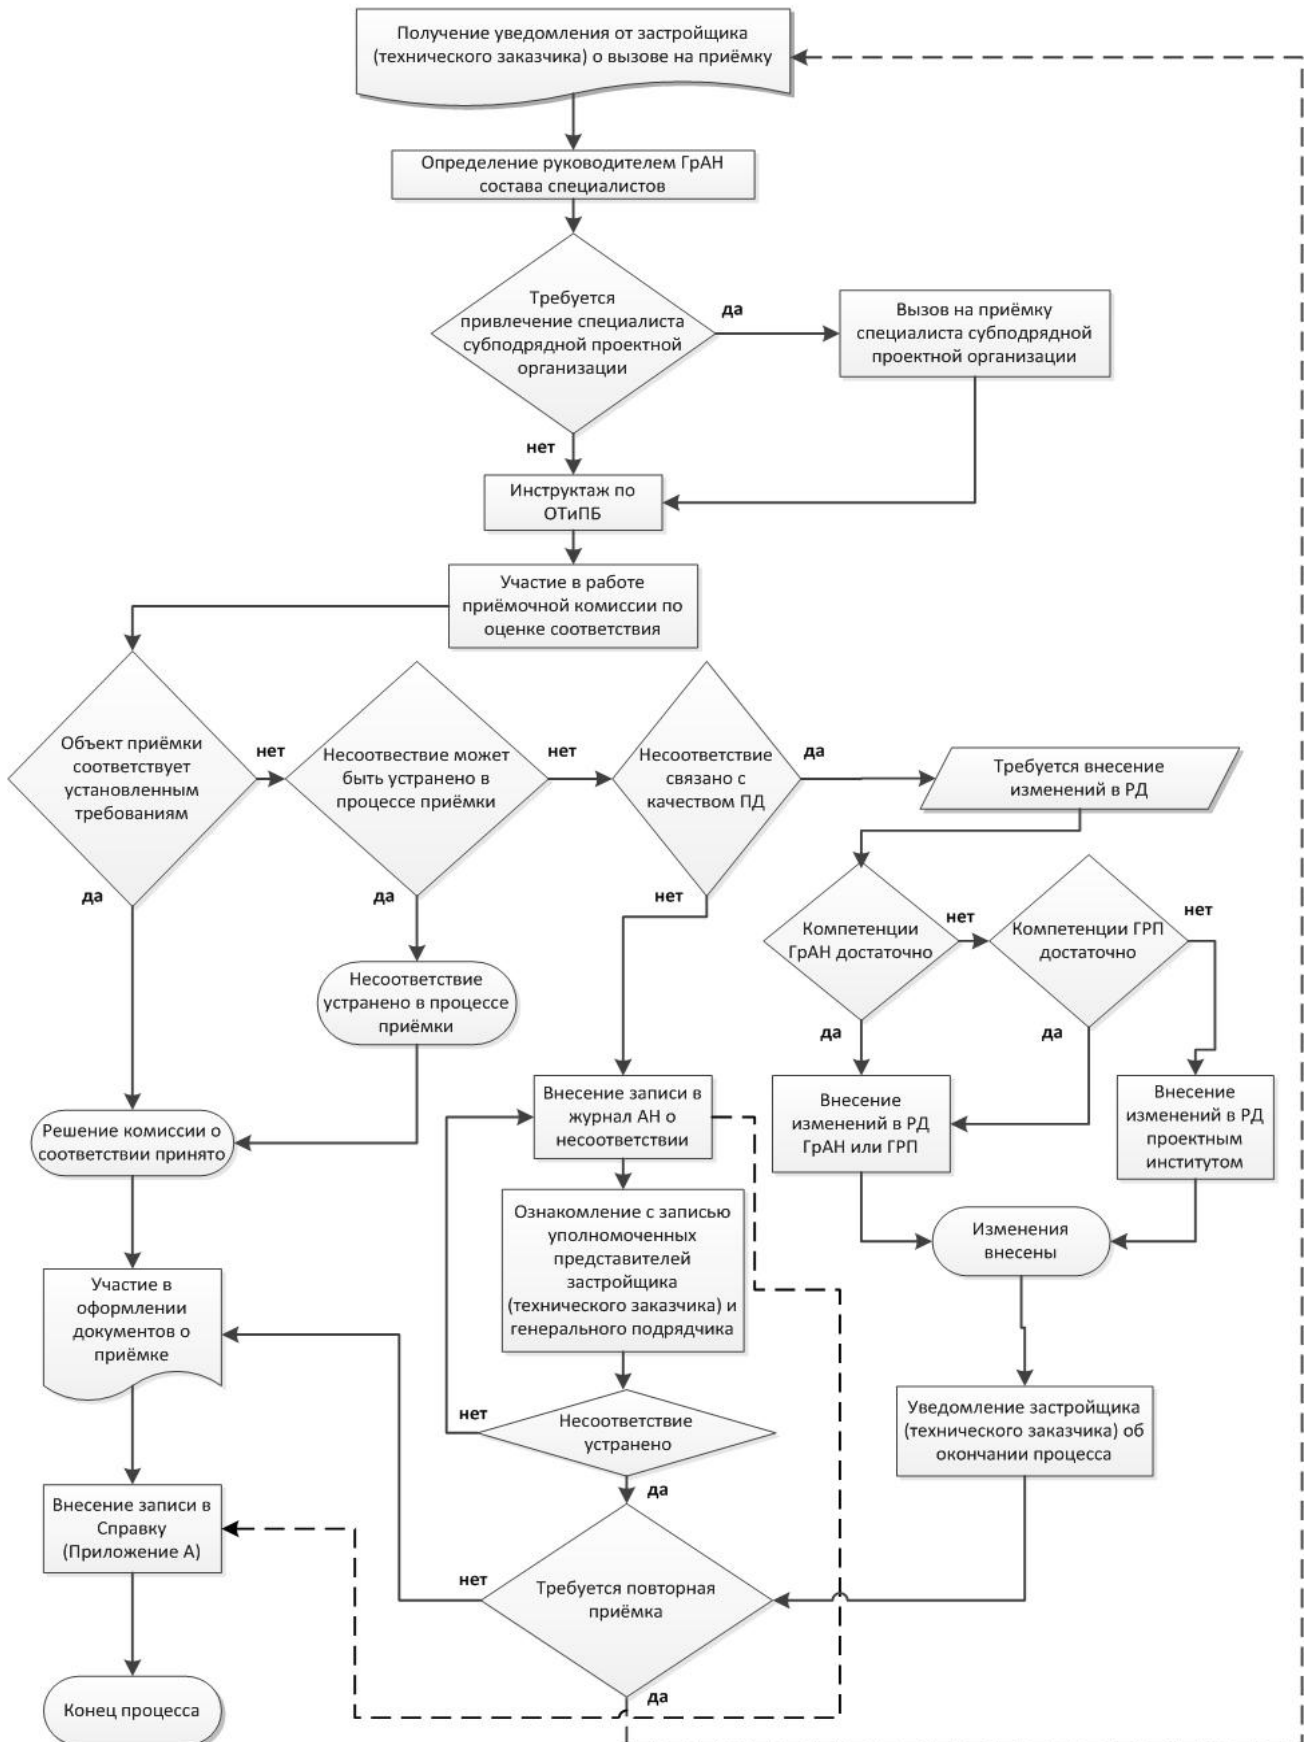 Получение уведомления от застройщика
(технического заказчика) о вызове на приёмку
Определение руководителем ГрАН
состава специалистов
Требуется
привлечение специалиста
субподрядной проектной
организации
да
Вызов на приёмку
специалиста субподрядной
проектной организации
нет
Инструктаж по
ОТиПБ
Участие в работе
приёмочной комиссии по
оценке соответствия
Объект приёмки
соответствует
установленным
требованиям
нет
да
Несоотвествие может
быть устранено в
процессе приёмки
нет
да
Несоответствие
связано с
качеством ПД
да
нет
Требуется внесение
изменений в РД
Компетенции
ГрАН достаточно
нет
да
Компетенции ГРП
достаточно
нет
да
Несоответствие
устранено в процессе
приёмки
Решение комиссии о
соответствии принято
Внесение записи в
журнал АН о
несоответствии
Внесение
изменений в РД
ГрАН или ГРП
Внесение
изменений в РД
проектным
институтом
Ознакомление с записью
уполномоченных
представителей
застройщика
(технического заказчика) и
генерального подрядчика
Изменения
внесены
Участие в
оформлении
документов о
приёмке
Несоответствие
устранено
нет
да
Уведомление застройщика
(технического заказчика) об
окончании процесса
Внесение записи в
Справку
(Приложение А)
Требуется повторная
приёмка
нет
да
Конец процесса